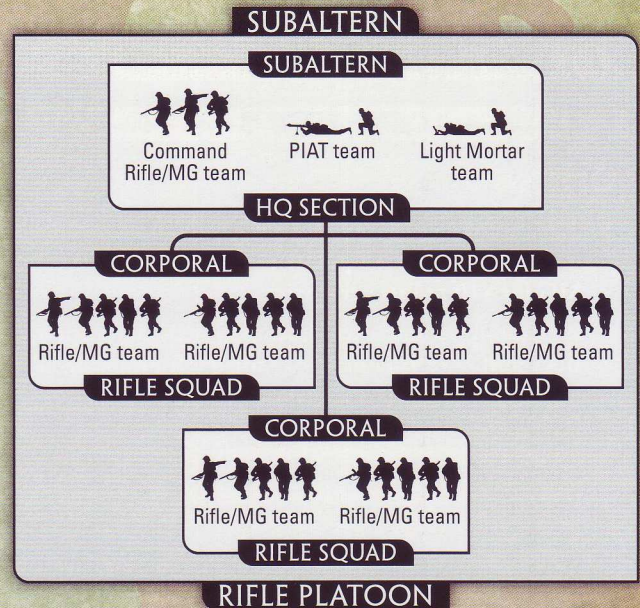 SUBALTERN
SUBALTERN
Command
Rifle/MG team
PIAT team
Light Mortar
team
HQ SECTION
CORPORAL
Rifle/MG team
Rifle/MG team
RIFLE SQUAD
CORPORAL
Rifle/MG team
Rifle/MG team
RIFLE SQUAD
CORPORAL
Rifle/MG team
Rifle/MG team
RIFLE SQUAD
RIFLE PLATOON